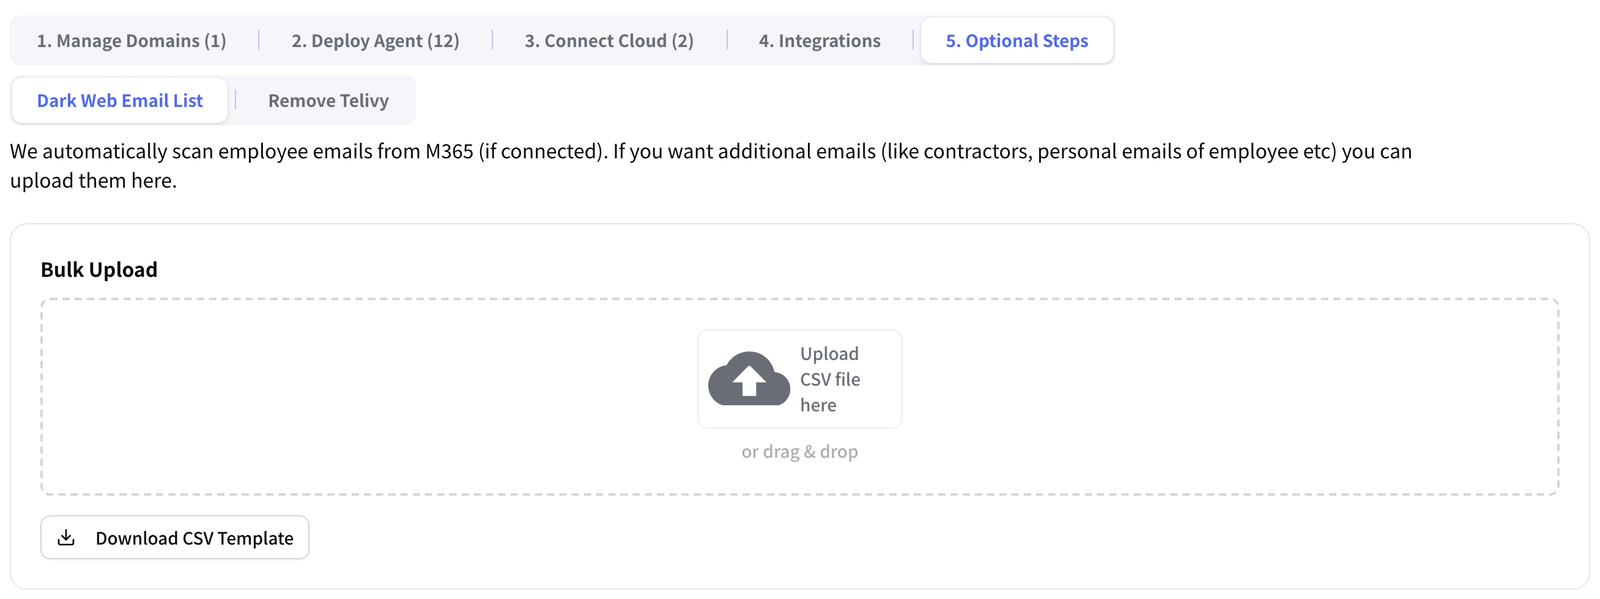 1. Manage Domains (1)
2. Deploy Agent (12)
3. Connect Cloud (2)
4. Integrations
5. Optional Steps
Dark Web Email List
Remove Telivy
We automatically scan employee emails from M365 (if connected). If you want additional emails (like contractors, personal emails of employee etc) you can
upload them here.
Bulk Upload
Upload
CSV file
here
or drag & drop
Download CSV Template